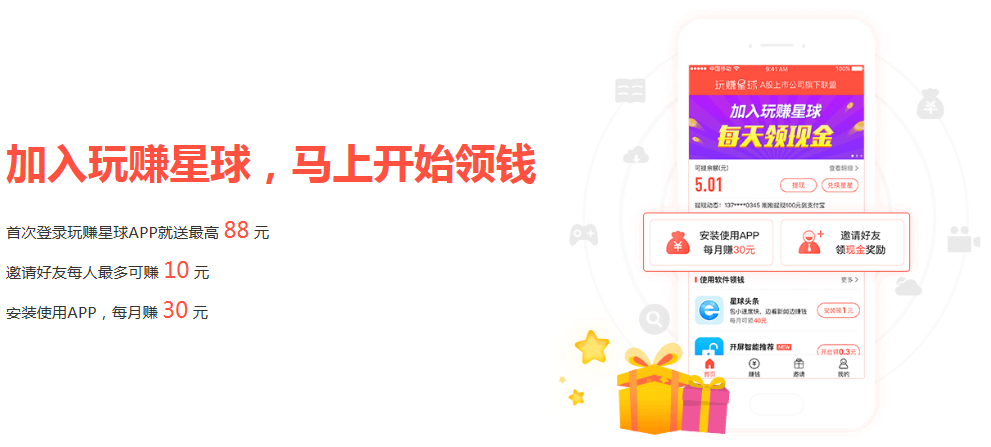 加入玩赚星球，马上开始领钱
首次登录玩赚星球APP就送最高 88 元
邀请好友每人最多可赚 10 元
安装使用APP，每月赚 30 元
中国移动 9:41 AM 100%
玩赚星球 A股上市公司旗下联盟
加入玩赚星球
每天领现金
可提余额(元) 查看明细 >
5.01 提现 兑换星星
提现动态！137****0345 刚刚提现100元到支付宝
安装使用APP
每月赚30元
邀请好友
领现金奖励
使用软件领钱 更多 >
星球头条
包小速度快，边看新闻边赚钱
每月可领40元
安装领1元
开屏智能推荐 NEW
开始领0.3元
首页 赚钱 邀请 我的